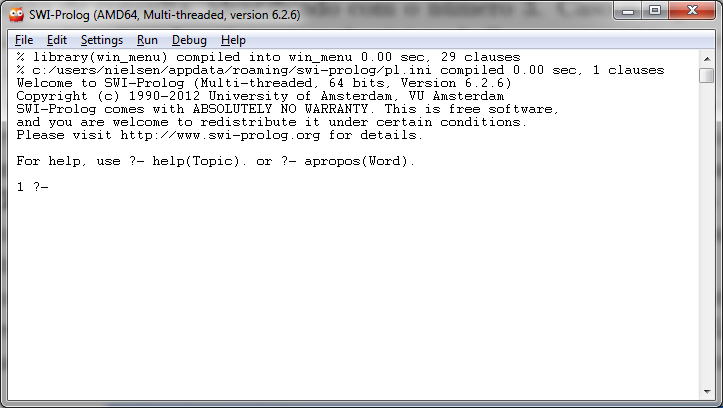 SWI-Prolog (AMD64, Multi-threaded, version 6.2.6)
File Edit Settings Run Debug Help
% library(win_menu) compiled into win_menu 0.00 sec, 29 clauses
% c:/users/nielsen/appdata/roaming/swi-prolog/pl.ini compiled 0.00 sec, 1 clauses
Welcome to SWI-Prolog (Multi-threaded, 64 bits, Version 6.2.6)
Copyright (c) 1990-2012 University of Amsterdam, VU Amsterdam
SWI-Prolog comes with ABSOLUTELY NO WARRANTY. This is free software,
and you are welcome to redistribute it under certain conditions.
Please visit http://www.swi-prolog.org for details.
For help, use ?- help(Topic). or ?- apropos(Word).
1 ?-